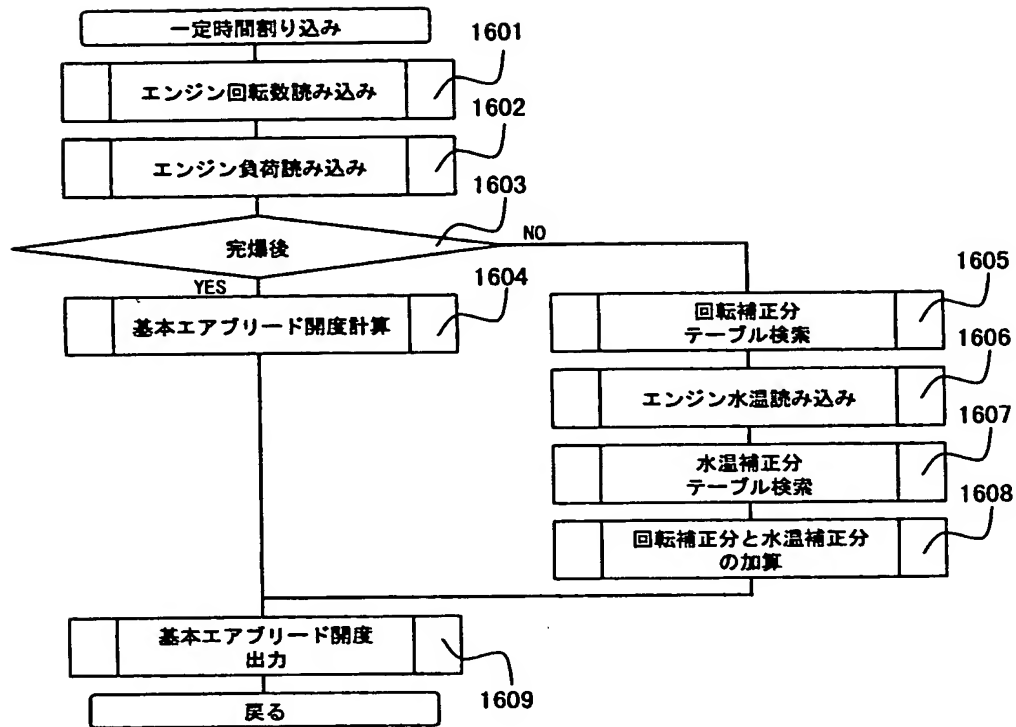 一定時間割り込み
1601
エンジン回転数読み込み
1602
エンジン負荷読み込み
1603
完爆後
NO
YES
1604
基本エアブリード開度計算
1605
回転補正分
テーブル検索
1606
エンジン水温読み込み
1607
水温補正分
テーブル検索
1608
回転補正分と水温補正分
の加算
基本エアブリード開度
出力
1609
戻る